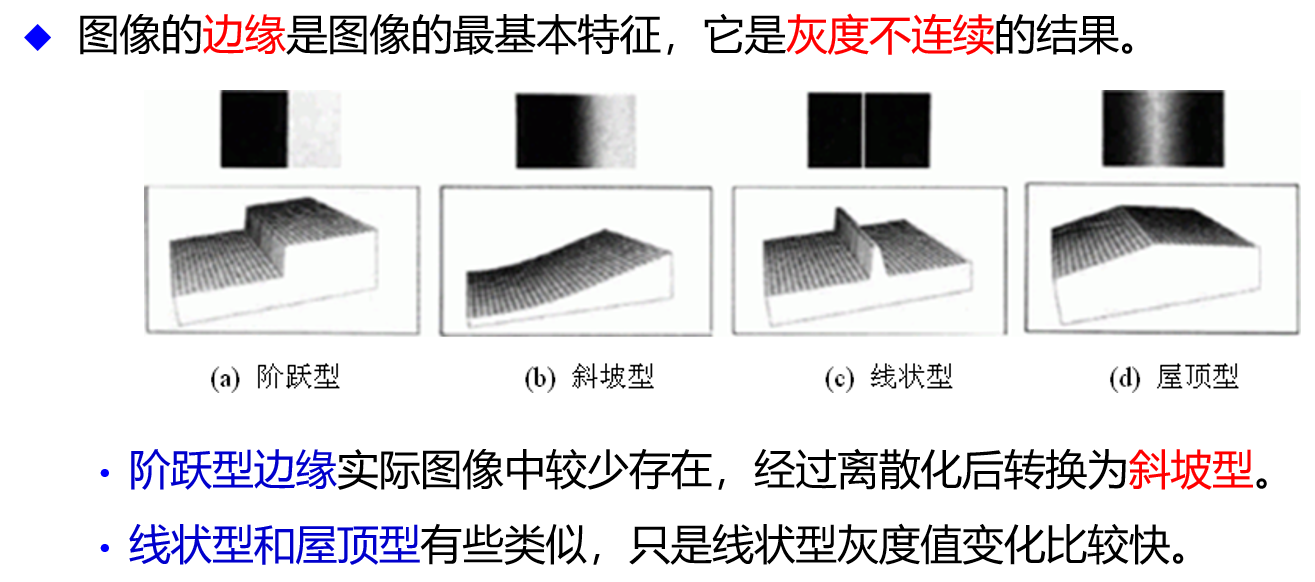 ◆ 图像的边缘是图像的最基本特征，它是灰度不连续的结果。
(a) 阶跃型 (b) 斜坡型 (c) 线状型 (d) 屋顶型
• 阶跃型边缘实际图像中较少存在，经过离散化后转换为斜坡型。
• 线状型和屋顶型有些类似，只是线状型灰度值变化比较快。